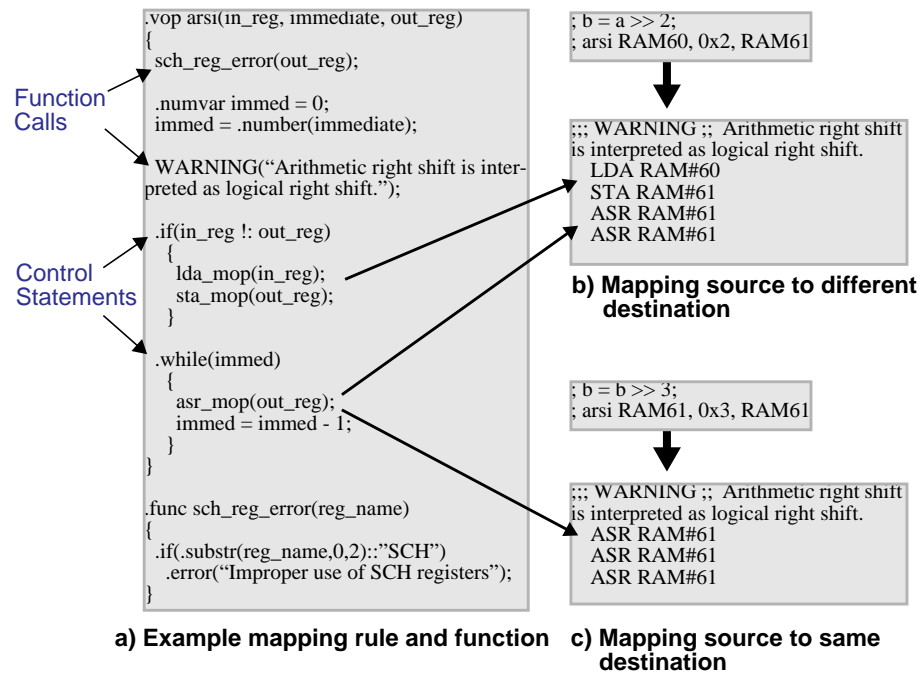 .vop arsi(in_reg, immediate, out_reg)
{
sch_reg_error(out_reg);
.numvar immed = 0;
immed = .number(immediate);
WARNING(“Arithmetic right shift is inter-
preted as logical right shift.”);
.if(in_reg !: out_reg)
{
lda_mop(in_reg);
sta_mop(out_reg);
}
.while(immed)
{
asr_mop(out_reg);
immed = immed - 1;
}
}
.func sch_reg_error(reg_name)
{
.if(.substr(reg_name,0,2)::”SCH”)
.error(“Improper use of SCH registers”);
}
Function
Calls
Control
Statements
a) Example mapping rule and function
; b = a >> 2;
; arsi RAM60, 0x2, RAM61
;;; WARNING ;; Arithmetic right shift
is interpreted as logical right shift.
LDA RAM#60
STA RAM#61
ASR RAM#61
ASR RAM#61
b) Mapping source to different
destination
; b = b >> 3;
; arsi RAM61, 0x3, RAM61
;;; WARNING ;; Arithmetic right shift
is interpreted as logical right shift.
ASR RAM#61
ASR RAM#61
ASR RAM#61
c) Mapping source to same
destination